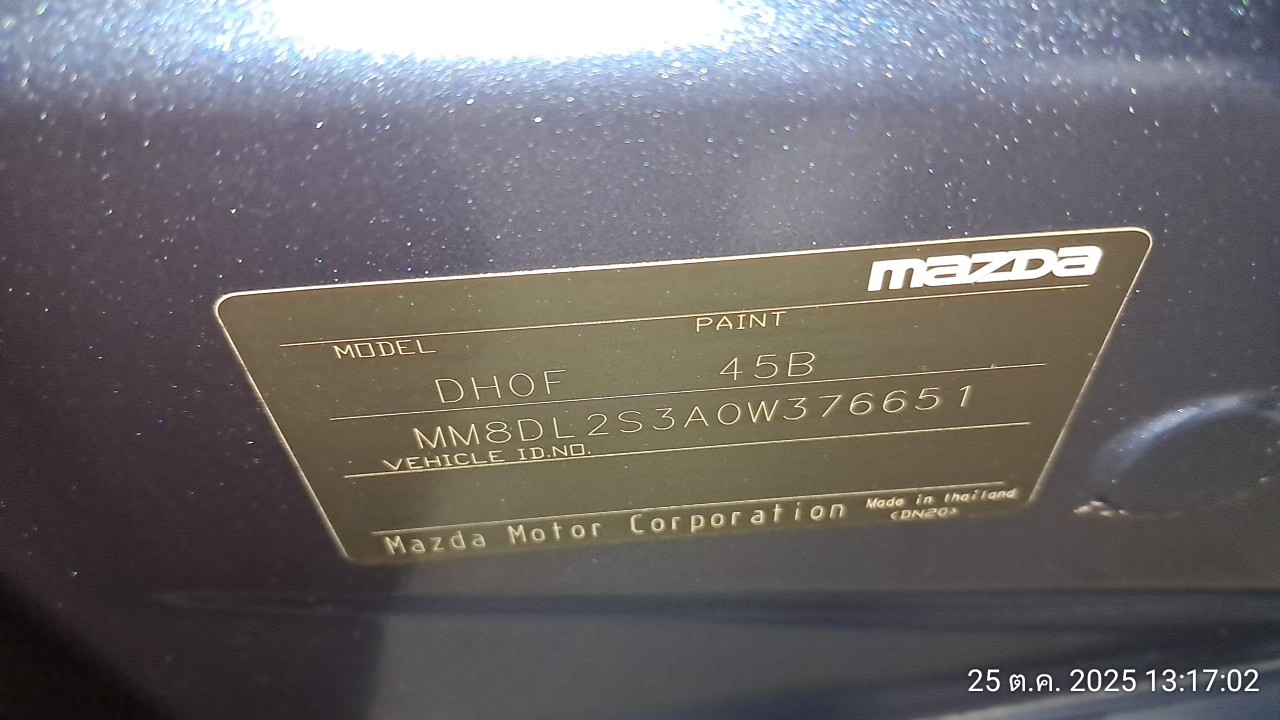 mazda
MODEL PAINT
DH0F 45B
MM8DL2S3A0W376651
VEHICLE ID.NO.
Mazda Motor Corporation Made in thailand
(DN20)
25 ต.ค. 2025 13:17:02